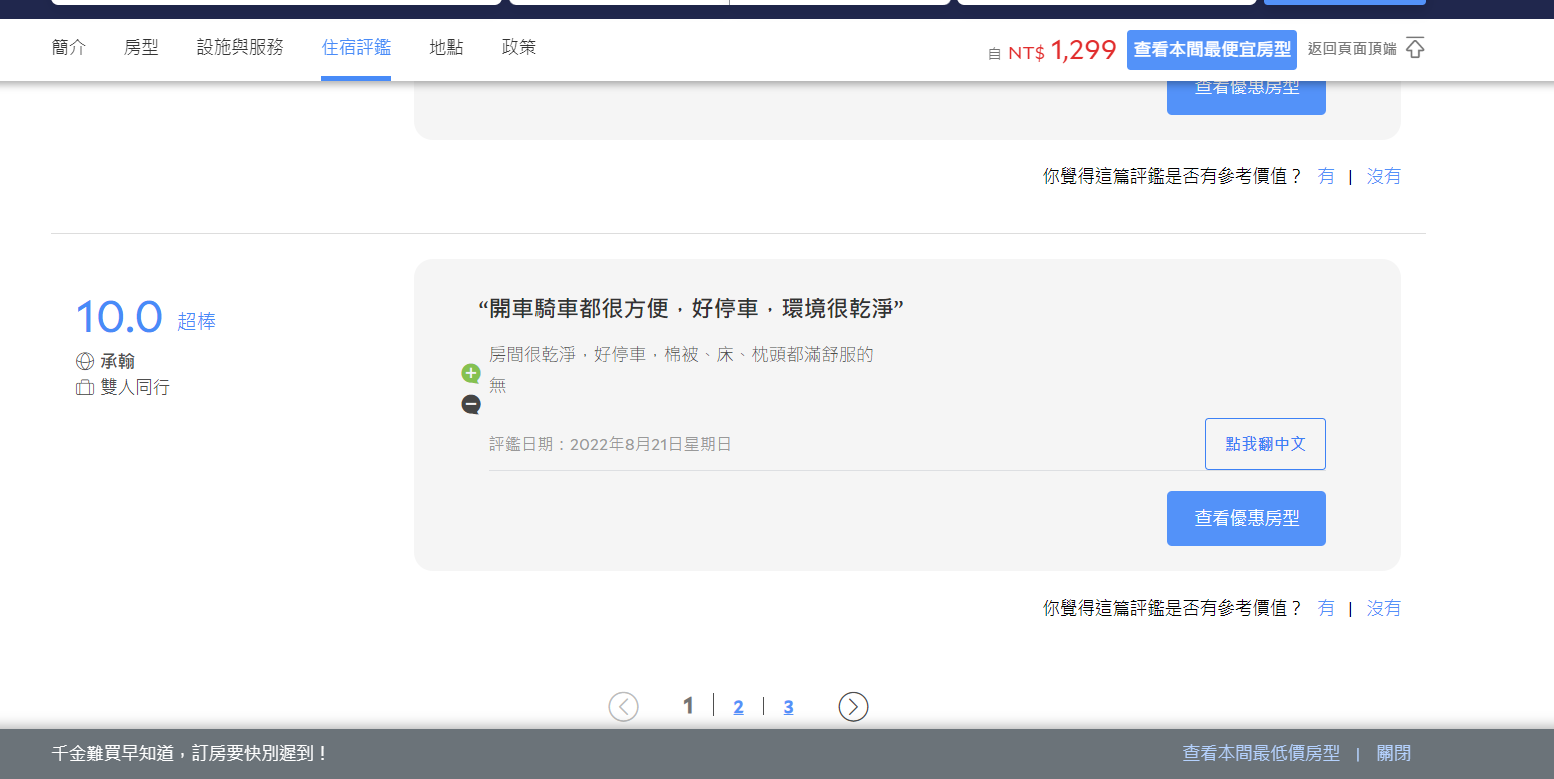 簡介 房型 設施與服務 住宿評鑑 地點 政策 自 NT$ 1,299 查看本間最便宜房型 返回頁面頂端
查看優惠房型
你覺得這篇評鑑是否有參考價值？ 有 | 沒有
10.0 超棒
承翰
雙人同行
“開車騎車都很方便，好停車，環境很乾淨”
房間很乾淨，好停車，棉被、床、枕頭都滿舒服的
無
評鑑日期：2022年8月21日星期日
點我翻中文
查看優惠房型
你覺得這篇評鑑是否有參考價值？ 有 | 沒有
1 | 2 | 3
千金難買早知道，訂房要快別遲到！ 查看本間最低價房型 | 關閉